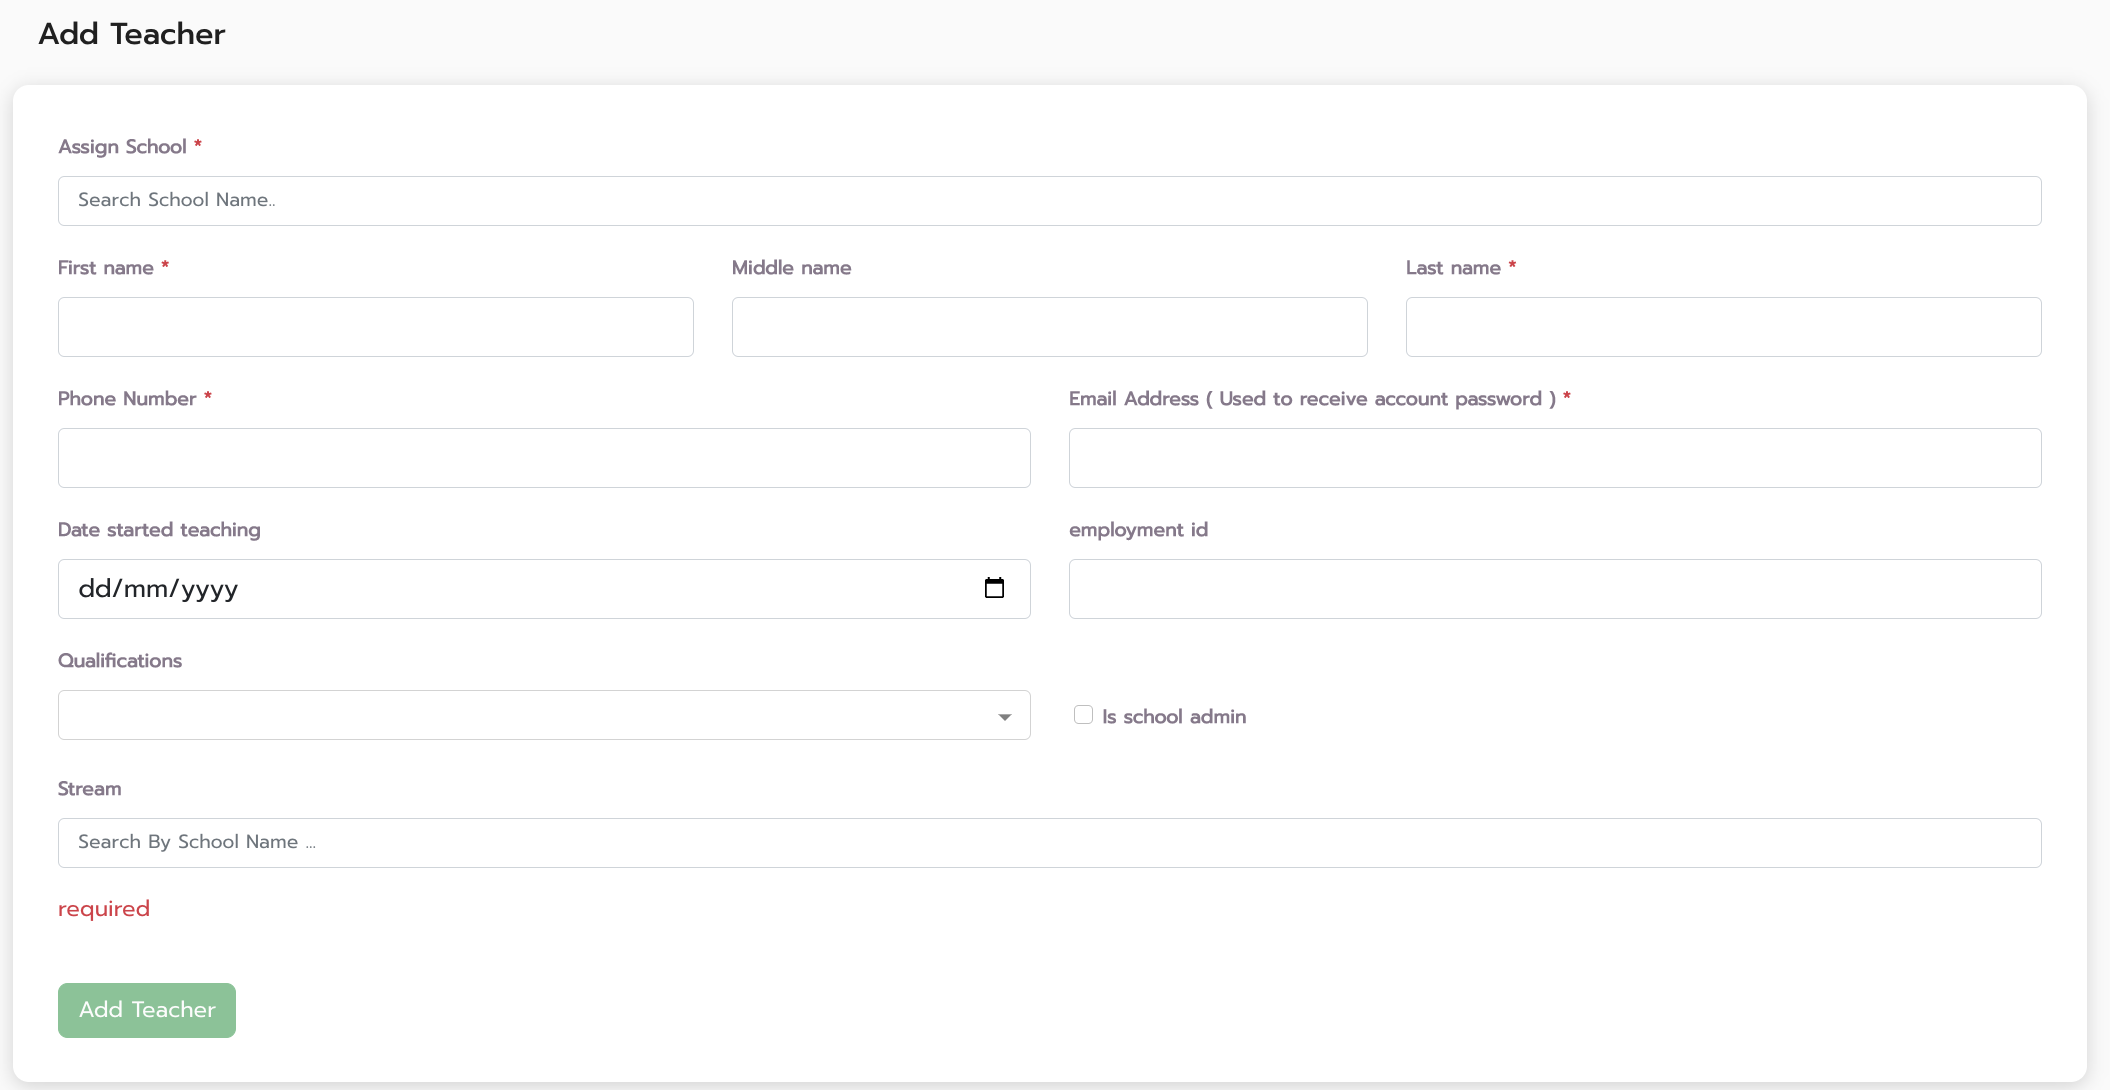 Add Teacher
Assign School *
Search School Name..
First name *
Middle name
Last name *
Phone Number *
Email Address ( Used to receive account password ) *
Date started teaching
employment id
dd/mm/yyyy
Qualifications
Is school admin
Stream
Search By School Name ...
required
Add Teacher